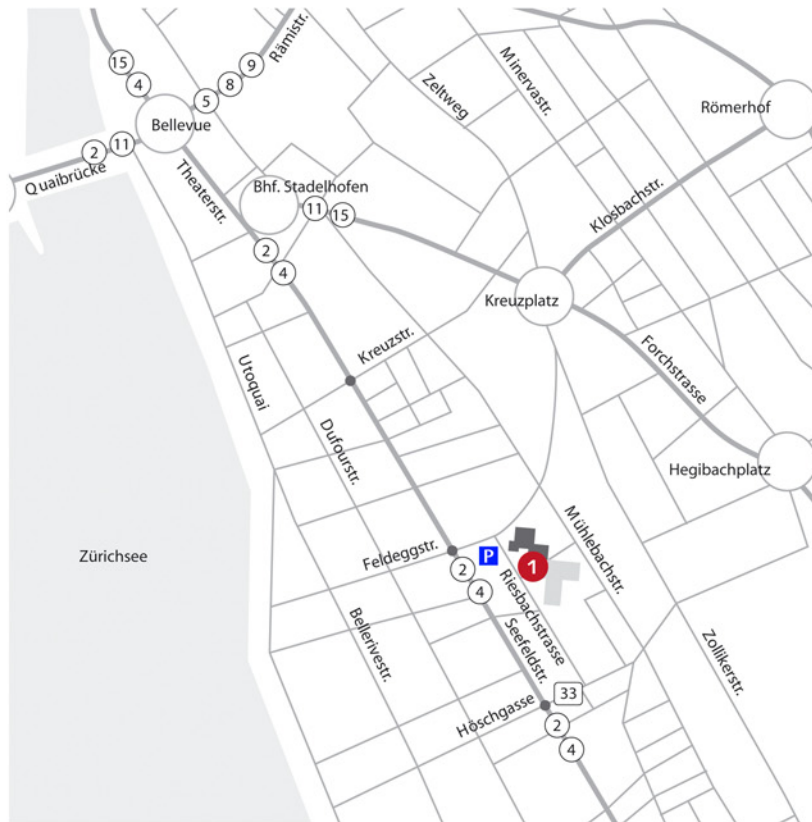 15
4
9
8
5
Rämistr.
Bellevue
11
2
Quaibrücke
Theaterstr.
Bhf. Stadelhofen
11
15
2
4
Zeltweg
Minervastr.
Römerhof
Klosbachstr.
Kreuzplatz
Forchstrasse
Hegibachplatz
Kreuzstr.
Utoquai
Dufourstr.
Zürichsee
Feldeggstr.
P
1
2
4
Mühlebachstr.
Riesbachstrasse
Seefeldstr.
Bellerivestr.
Zollikerstr.
Höschgasse
33
2
4